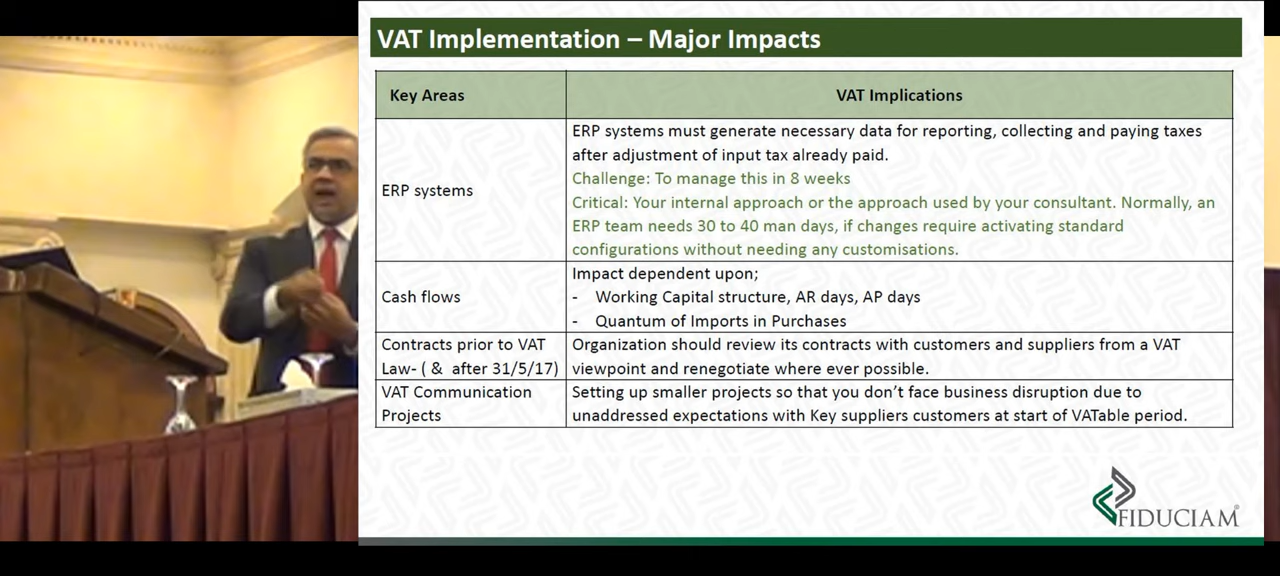 VAT Implementation – Major Impacts
Key Areas
VAT Implications
ERP systems
ERP systems must generate necessary data for reporting, collecting and paying taxes
after adjustment of input tax already paid.
Challenge: To manage this in 8 weeks
Critical: Your internal approach or the approach used by your consultant. Normally, an
ERP team needs 30 to 40 man days, if changes require activating standard
configurations without needing any customisations.
Cash flows
Impact dependent upon;
- Working Capital structure, AR days, AP days
- Quantum of Imports in Purchases
Contracts prior to VAT
Law- ( & after 31/5/17)
Organization should review its contracts with customers and suppliers from a VAT
viewpoint and renegotiate where ever possible.
VAT Communication
Projects
Setting up smaller projects so that you don’t face business disruption due to
unaddressed expectations with Key suppliers customers at start of VATable period.
FIDUCIAM®